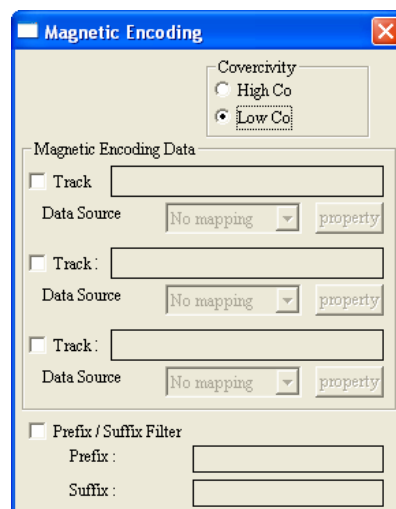 Magnetic Encoding
Covercivity
High Co
Low Co
Magnetic Encoding Data
Track
Data Source No mapping property
Track:
Data Source No mapping property
Track:
Data Source No mapping property
Prefix / Suffix Filter
Prefix :
Suffix :